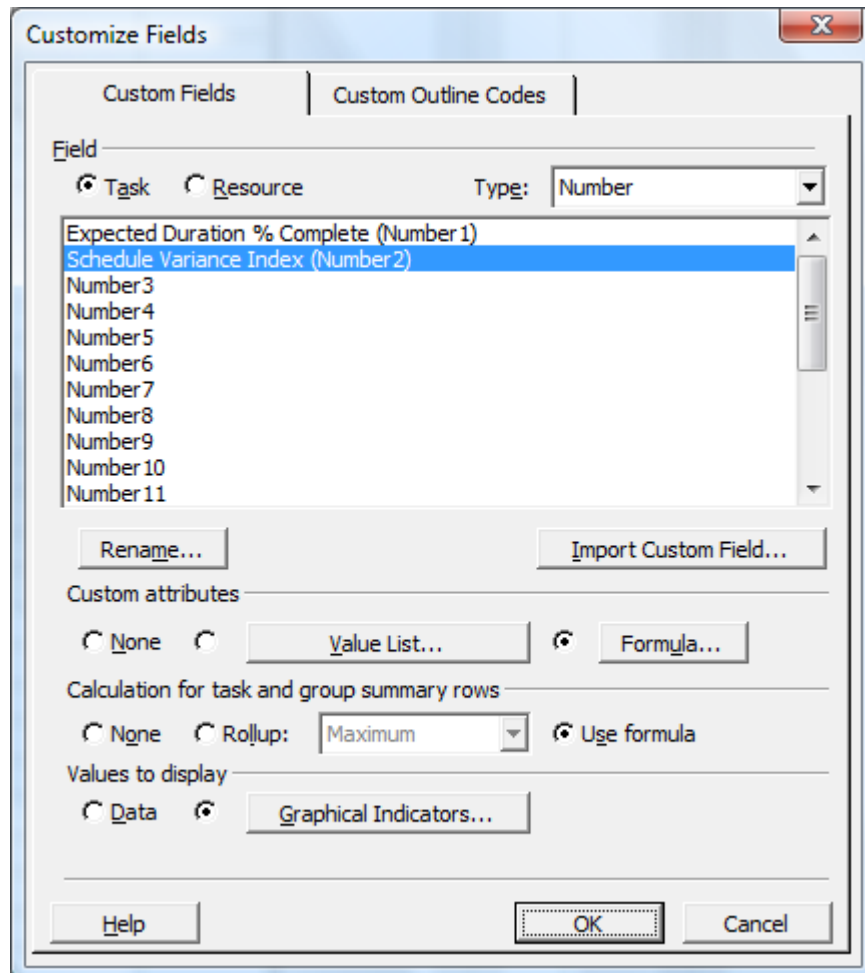 Customize Fields
Custom Fields Custom Outline Codes
Field
Task Resource Type: Number
Expected Duration % Complete (Number1)
Schedule Variance Index (Number2)
Number3
Number4
Number5
Number6
Number7
Number8
Number9
Number10
Number11
Rename... Import Custom Field...
Custom attributes
None Value List... Formula...
Calculation for task and group summary rows
None Rollup: Maximum Use formula
Values to display
Data Graphical Indicators...
Help OK Cancel